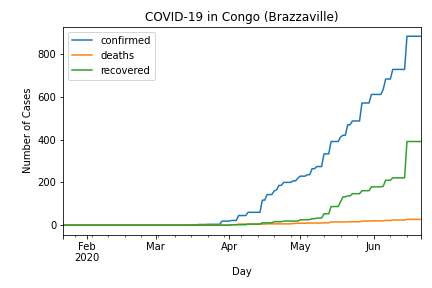 COVID-19 in Congo (Brazzaville)
confirmed
deaths
recovered
Number of Cases
800
600
400
200
0
Feb
2020
Mar
Apr
May
Jun
Day